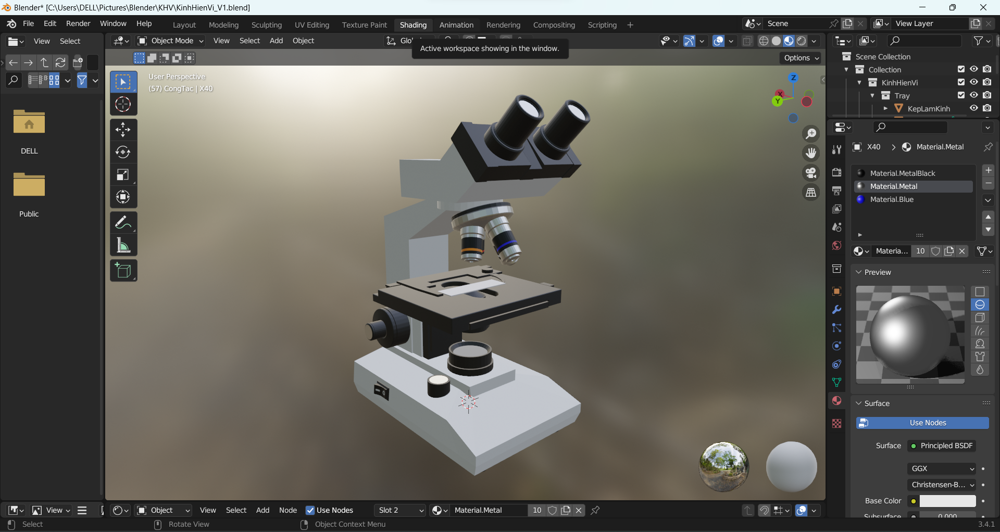 Blender* [C:\Users\DELL\Pictures\Blender\KHV\KinhHienVi_V1.blend]
File Edit Render Window Help Layout Modeling Sculpting UV Editing Texture Paint Shading Animation Rendering Compositing Scripting + Scene View Layer
View Select Object Mode View Select Add Object
Active workspace showing in the window.
Options
User Perspective
(57) CongTac | X40
Z
X
Y
DELL
Public
Scene Collection
Collection
KinhHienVi
Tray
KepLamKinh
X40 > Material.Metal
Material.MetalBlack
Material.Metal
Material.Blue
Materia... 10
Preview
Surface
Use Nodes
Surface Principled BSDF
GGX
Christensen-B...
Base Color
Subsurface 0.000
View Object View Select Add Node Use Nodes Slot 2 Material.Metal 10
Select Rotate View Object Context Menu 3.4.1